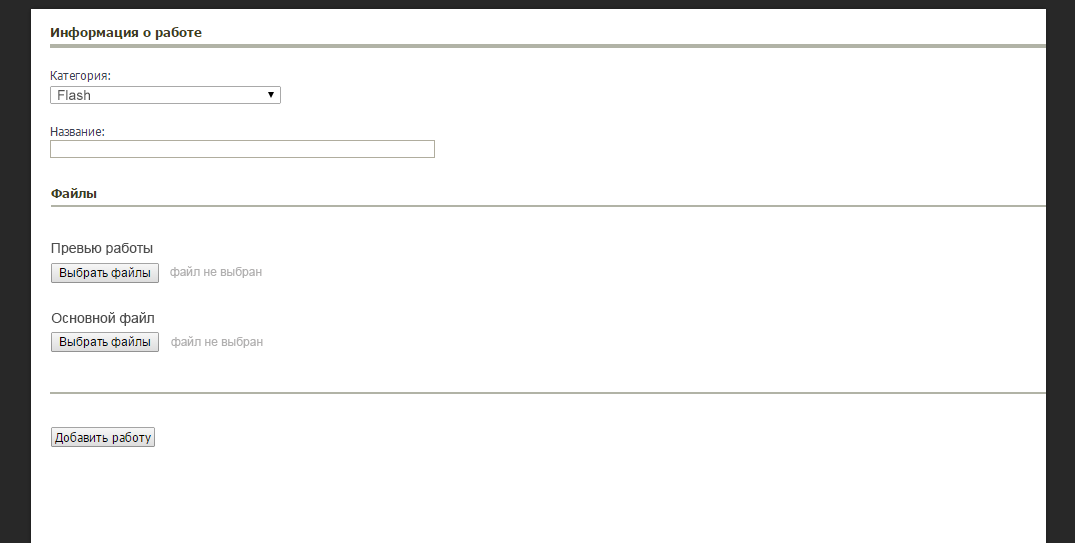 Информация о работе
Категория:
Flash
Название:
Файлы
Превью работы
Выбрать файлы файл не выбран
Основной файл
Выбрать файлы файл не выбран
Добавить работу